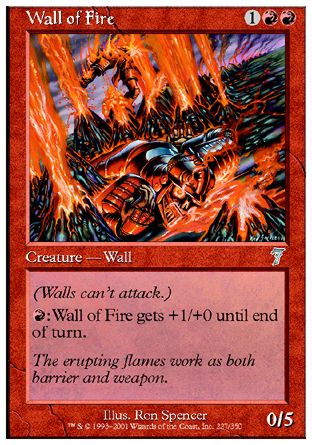 Wall of Fire 1
Creature — Wall 7
(Walls can't attack.)
:Wall of Fire gets +1/+0 until end
of turn.
The erupting flames work as both
barrier and weapon.
Illus. Ron Spencer
™ & © 1993–2001 Wizards of the Coast, Inc. 227/350
0/5